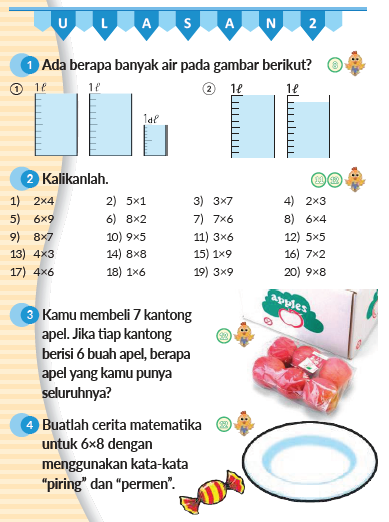 ULASAN 2
1 Ada berapa banyak air pada gambar berikut?
1 1ℓ 1ℓ 1dℓ 2 1ℓ 1ℓ
2 Kalikanlah.
1) 2×4 2) 5×1 3) 3×7 4) 2×3
5) 6×9 6) 8×2 7) 7×6 8) 6×4
9) 8×7 10) 9×5 11) 3×6 12) 5×5
13) 4×3 14) 8×8 15) 1×9 16) 7×2
17) 4×6 18) 1×6 19) 3×9 20) 9×8
3 Kamu membeli 7 kantong
apel. Jika tiap kantong
berisi 6 buah apel, berapa
apel yang kamu punya
seluruhnya?
apples
4 Buatlah cerita matematika
untuk 6×8 dengan
menggunakan kata-kata
“piring” dan “permen”.